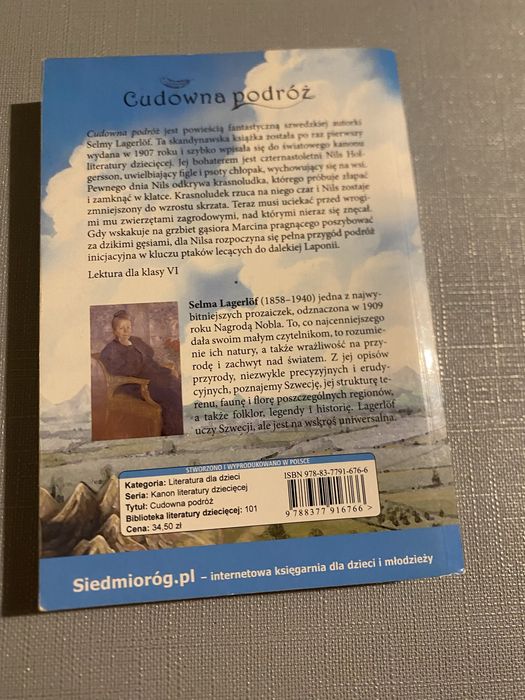 Cudowna podróż
Cudowna podróż jest powieścią fantastyczną szwedzkiej autorki
Selmy Lagerlöf. Ta skandynawska książka została po raz pierwszy
wydana w 1907 roku i szybko wpisała się do światowego kanonu
literatury dziecięcej. Jej bohaterem jest czternastoletni Nils Hol-
gersson, uwielbiający figle i psoty chłopak, wychowujący się na wsi.
Pewnego dnia Nils odkrywa krasnoludka, którego próbuje złapać
i zamknąć w klatce. Krasnoludek rzuca na niego czar i Nils zostaje
zmniejszony do wzrostu skrzata. Teraz musi uciekać przed wrogi-
mi mu zwierzętami zagrodowymi, nad którymi nieraz się znęcał.
Gdy wskakuje na grzbiet gąsiora Marcina pragnącego poszybować
za dzikimi gęsiami, dla Nilsa rozpoczyna się pełna przygód podróż
inicjacyjna w kluczu ptaków lecących do dalekiej Laponii.
Lektura dla klasy VI
Selma Lagerlöf (1858–1940) jedna z najwy-
bitniejszych prozaiczek, odznaczona w 1909
roku Nagrodą Nobla. To, co najcenniejszego
dała swoim małym czytelnikom, to rozumie-
nie ich natury, a także wrażliwość na przy-
rodę i zachwyt nad światem. Z jej opisów
przyrody, niezwykle precyzyjnych i erudy-
cyjnych, poznajemy Szwecję, jej strukturę te-
renu, faunę i florę poszczególnych regionów,
a także folklor, legendy i historię. Lagerlöf
uczy Szwecji, ale jest na wskroś uniwersalna.
STWORZONO I WYPRODUKOWANO W POLSCE
Kategoria: Literatura dla dzieci
Seria: Kanon literatury dziecięcej
Tytuł: Cudowna podróż
Biblioteka literatury dziecięcej: 101
Cena: 34,50 zł
ISBN 978-83-7791-676-6
9 788377 916766 >
Siedmioróg.pl – internetowa księgarnia dla dzieci i młodzieży